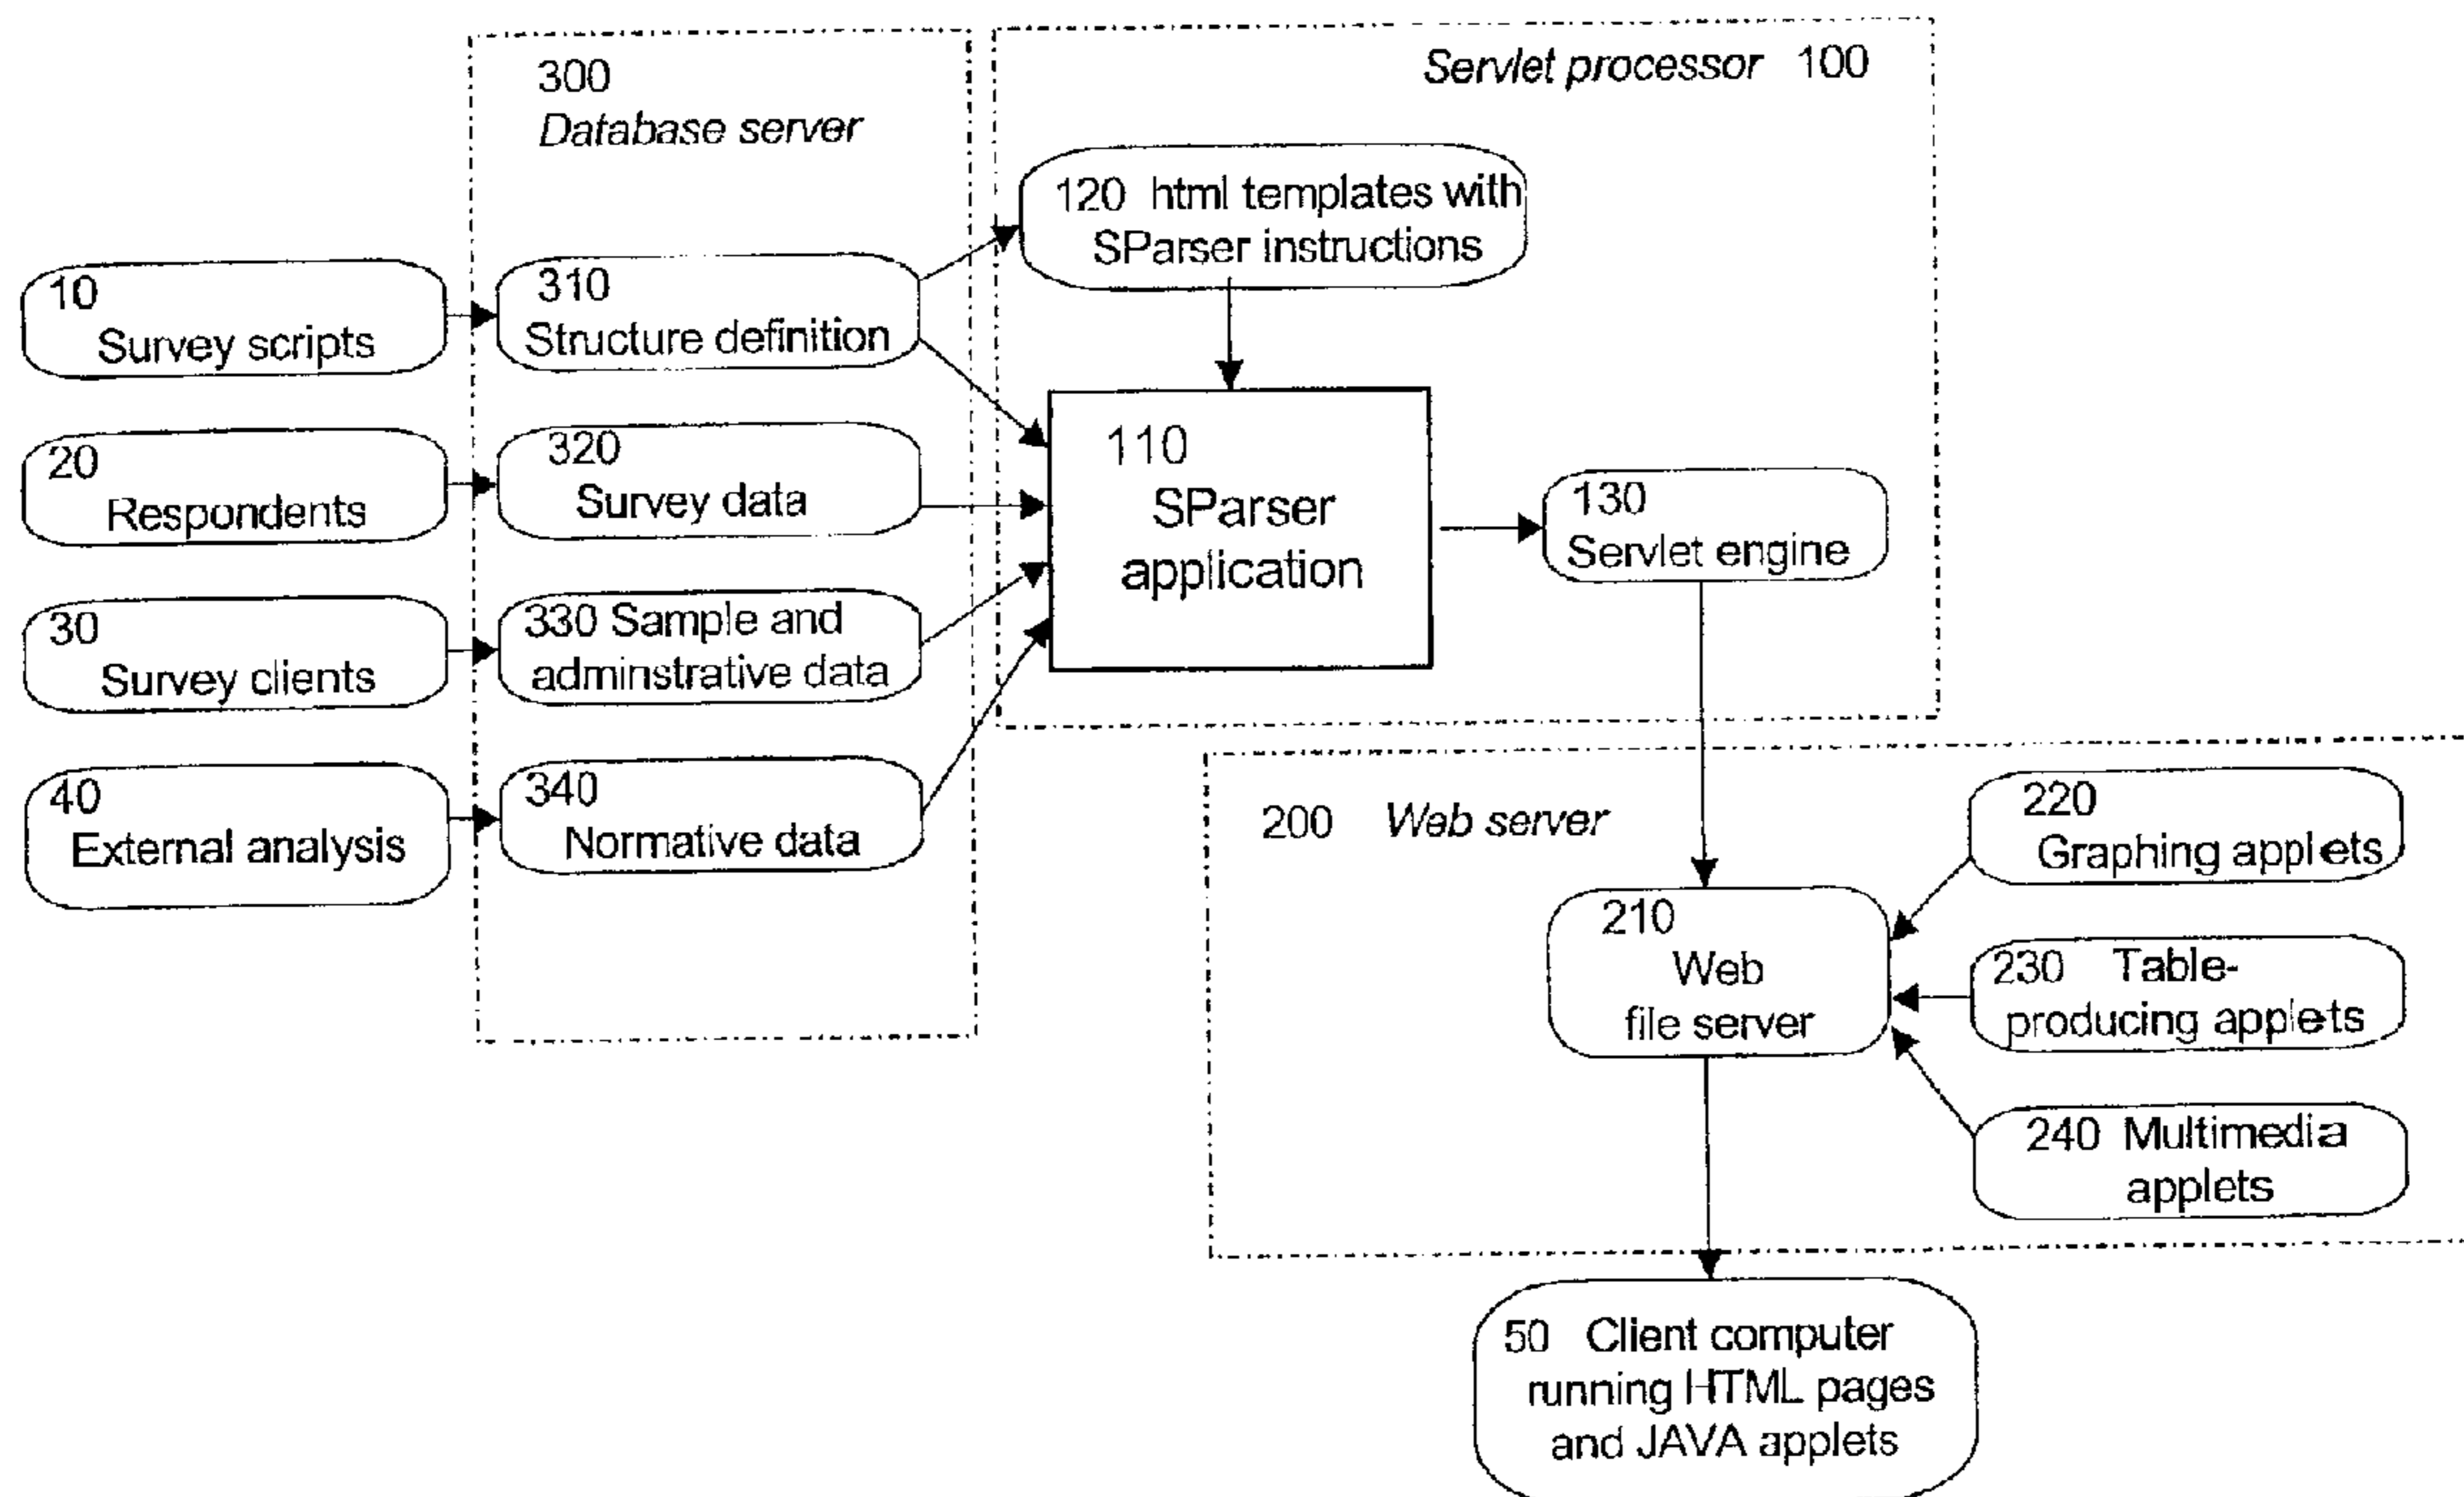 300
Database server
Servlet processor 100
120 html templates with
SParser instructions
10
Survey scripts
310
Structure definition
20
Respondents
320
Survey data
110
SParser
application
130
Servlet engine
30
Survey clients
330 Sample and
adminstrative data
40
External analysis
340
Normative data
200 Web server
220
Graphing applets
210
Web
file server
230 Table-
producing applets
240 Multimedia
applets
50 Client computer
running HTML pages
and JAVA applets